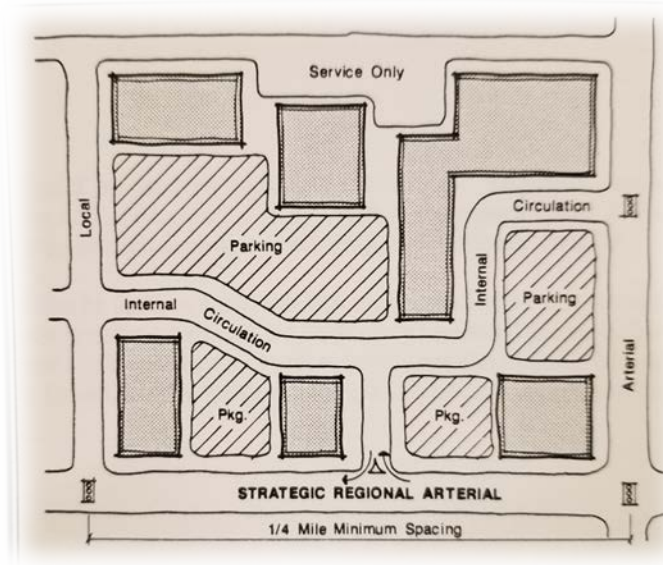 Service Only
Local
Circulation
Parking
Internal
Parking
Internal
Circulation
Arterial
Pkg.
Pkg.
STRATEGIC REGIONAL ARTERIAL
1/4 Mile Minimum Spacing